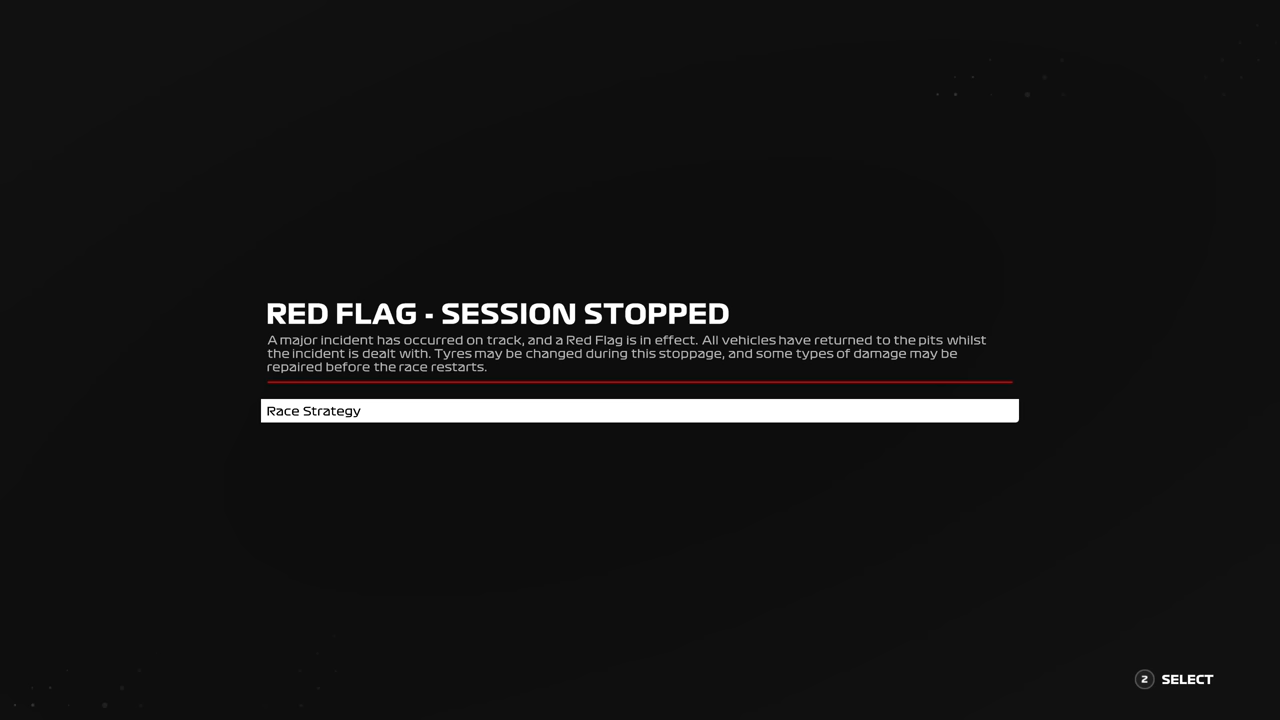 RED FLAG - SESSION STOPPED
A major incident has occurred on track, and a Red Flag is in effect. All vehicles have returned to the pits whilst
the incident is dealt with. Tyres may be changed during this stoppage, and some types of damage may be
repaired before the race restarts.
Race Strategy
2 SELECT